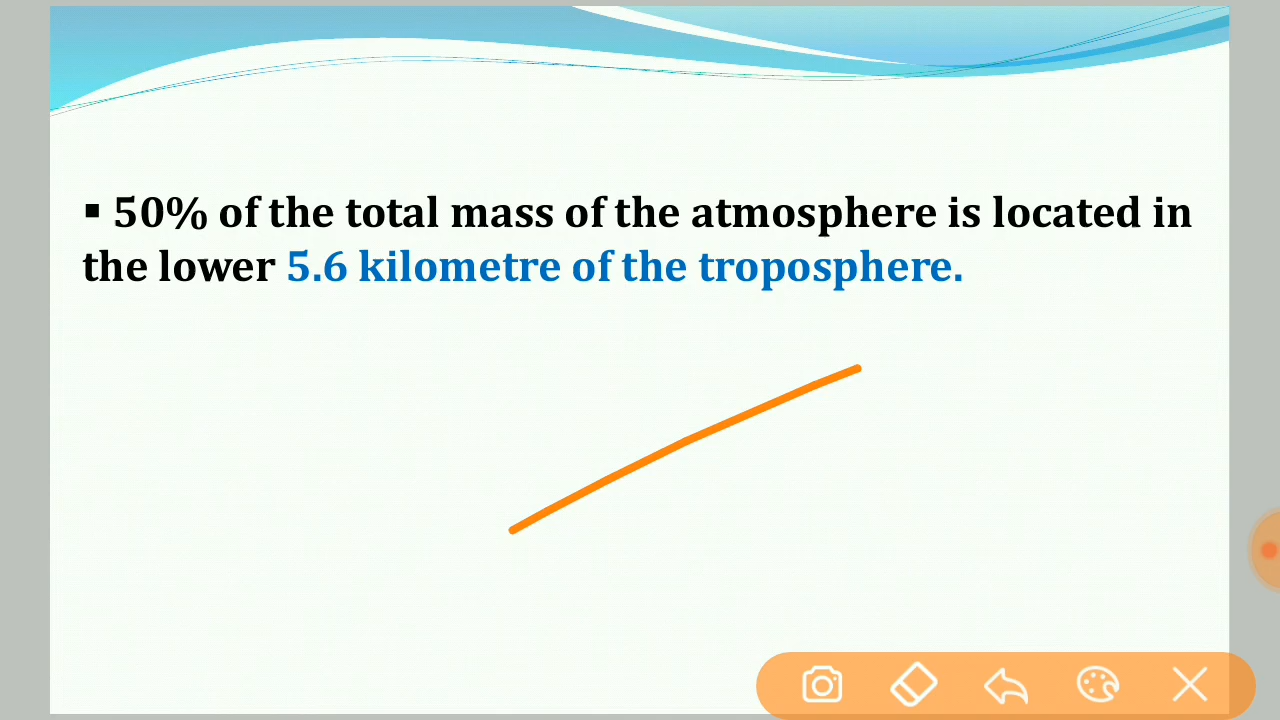 ▪ 50% of the total mass of the atmosphere is located in
the lower 5.6 kilometre of the troposphere.